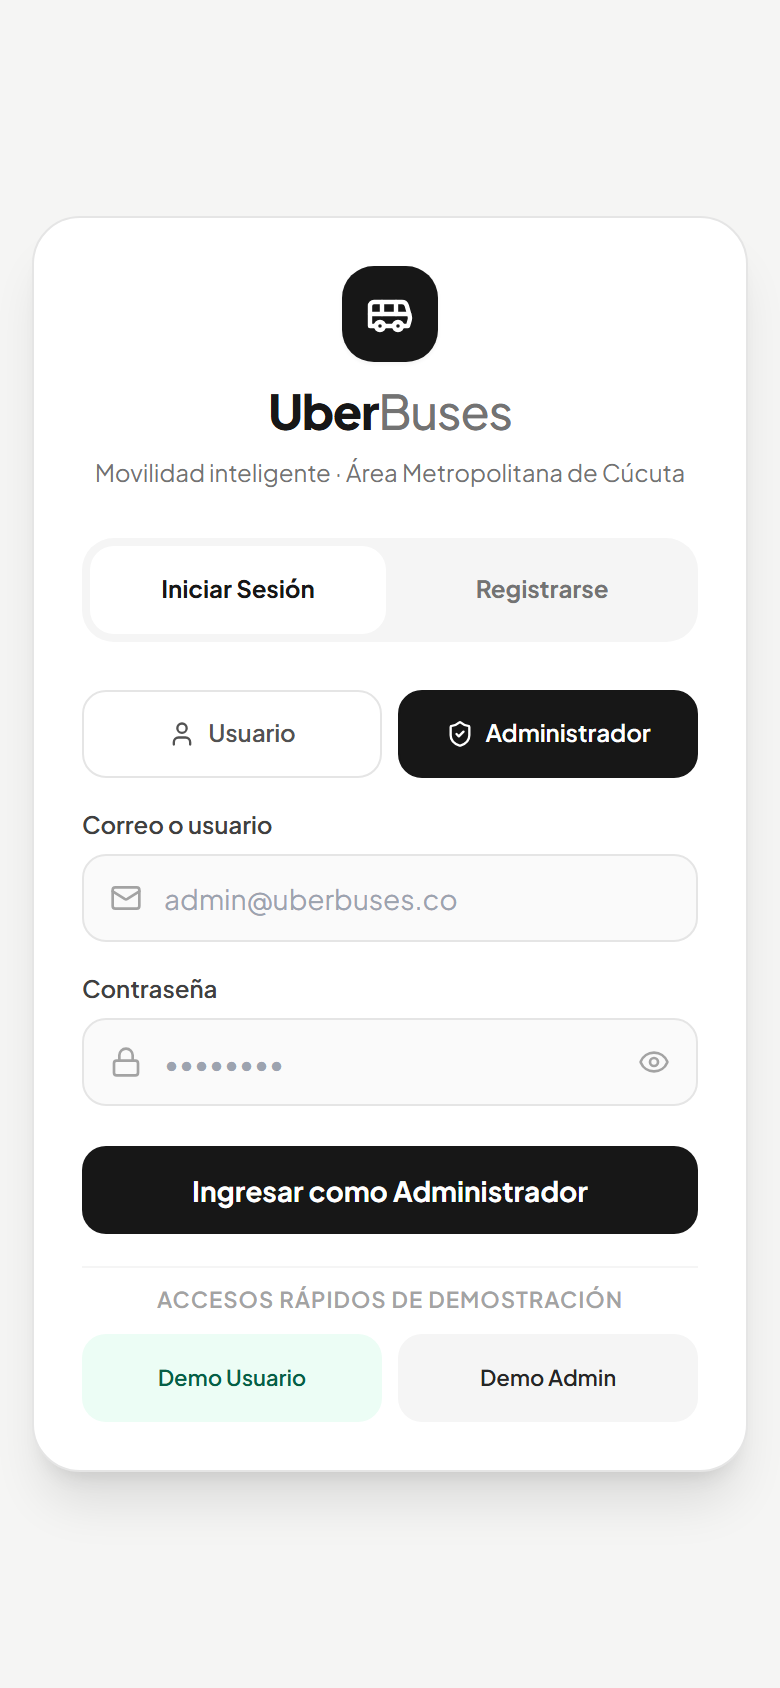 UberBuses
Movilidad inteligente · Área Metropolitana de Cúcuta
Iniciar Sesión
Registrarse
Usuario
Administrador
Correo o usuario
admin@uberbuses.co
Contraseña
••••••••
Ingresar como Administrador
ACCESOS RÁPIDOS DE DEMOSTRACIÓN
Demo Usuario
Demo Admin